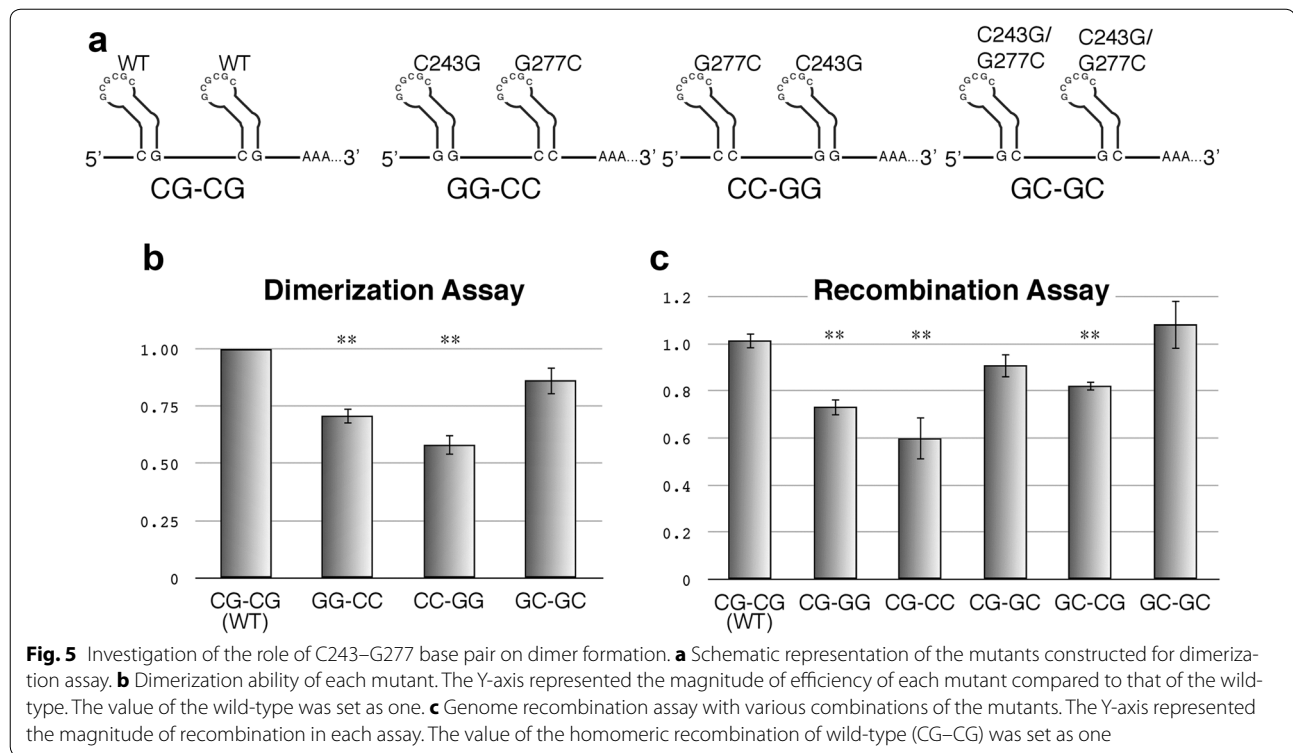 a
WT WT C243G G277C G277C C243G C243G/ G277C C243G/ G277C
G C G C G C C G C G C G C C G C G C G C C G C G C G C C G C G C G C C G C G C G C C G C G C G C C G C G C G C C
5’ C G C G AAA...3’ 5’ G G C C AAA...3’ 5’ C C G G AAA...3’ 5’ G C G C AAA...3’
CG-CG GG-CC CC-GG GC-GC
b
Dimerization Assay
** **
1.00
0.75
0.50
0.25
0
CG-CG (WT) GG-CC CC-GG GC-GC
c
Recombination Assay
** ** **
1.2
1.0
0.8
0.6
0.4
0.2
0
CG-CG (WT) CG-GG CG-CC CG-GC GC-CG GC-GC
Fig. 5 Investigation of the role of C243–G277 base pair on dimer formation. a Schematic representation of the mutants constructed for dimeriza-
tion assay. b Dimerization ability of each mutant. The Y-axis represented the magnitude of efficiency of each mutant compared to that of the wild-
type. The value of the wild-type was set as one. c Genome recombination assay with various combinations of the mutants. The Y-axis represented
the magnitude of recombination in each assay. The value of the homomeric recombination of wild-type (CG–CG) was set as one